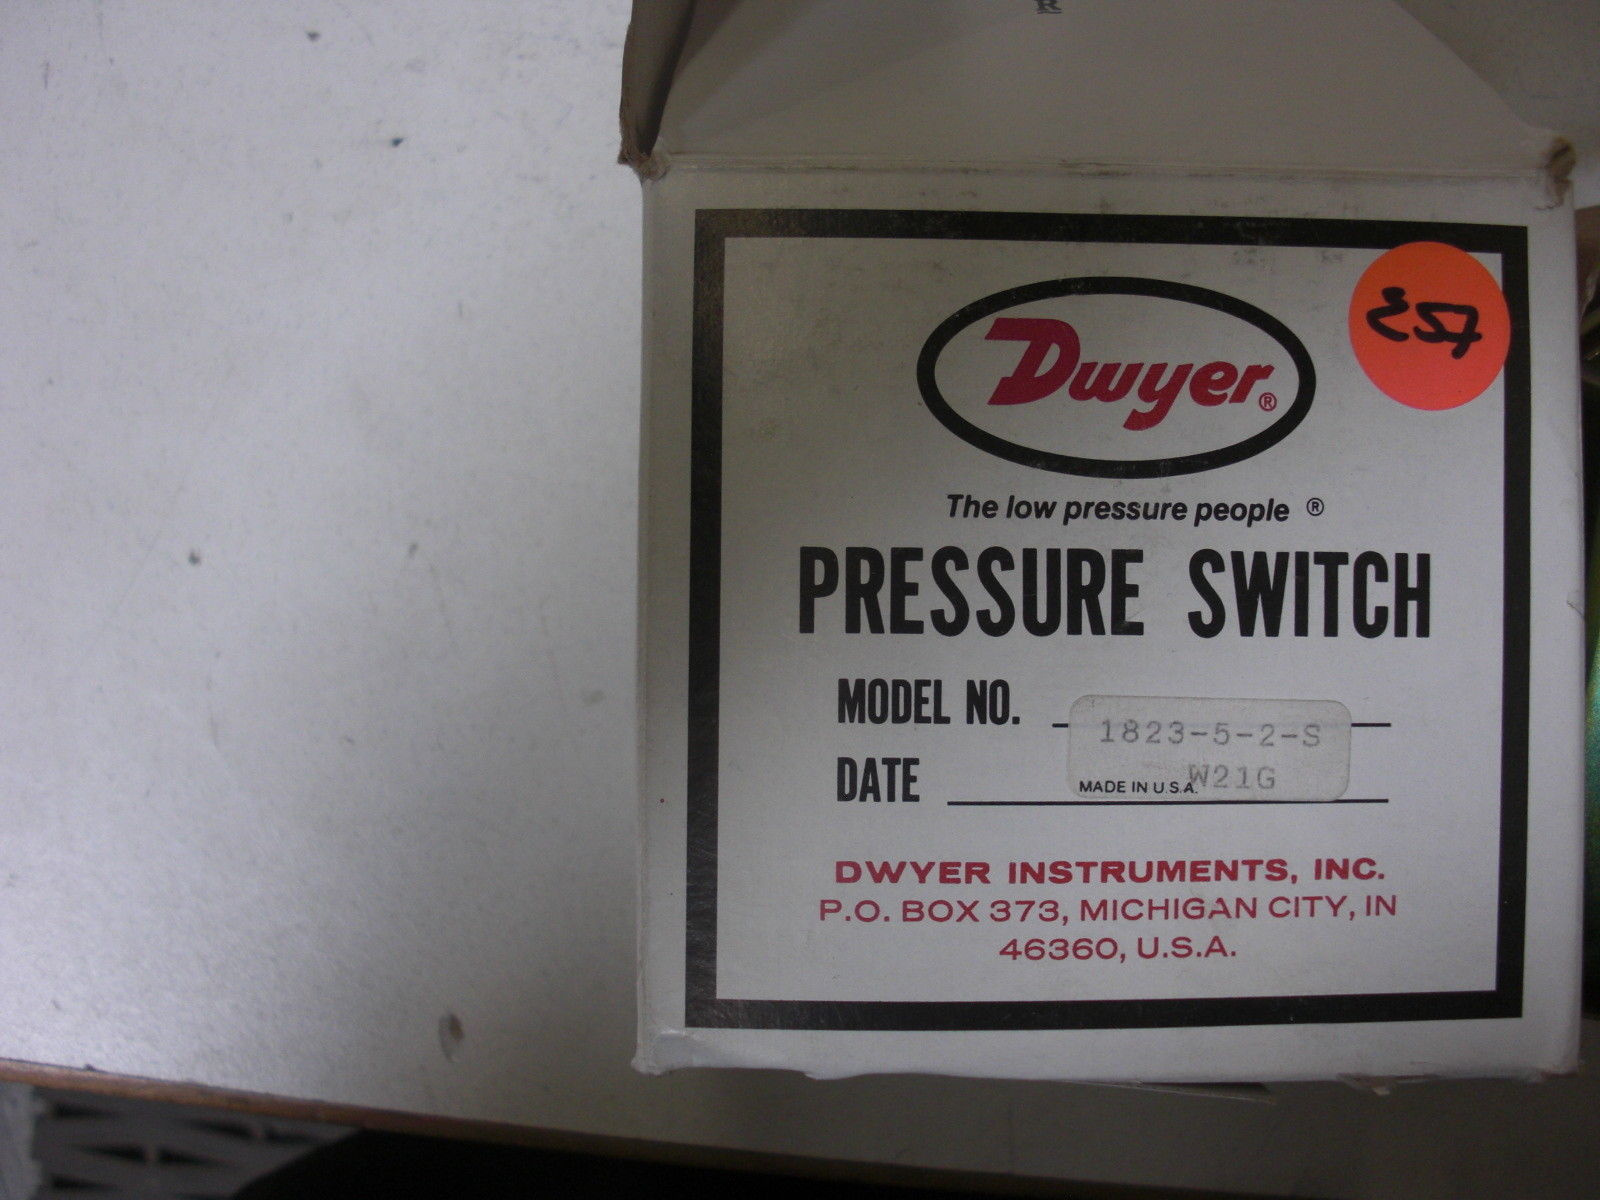 R
Dwyer®
The low pressure people ®
PRESSURE SWITCH
MODEL NO. 1823-5-2-S
DATE MADE IN U.S.A. W21G
DWYER INSTRUMENTS, INC.
P.O. BOX 373, MICHIGAN CITY, IN
46360, U.S.A.